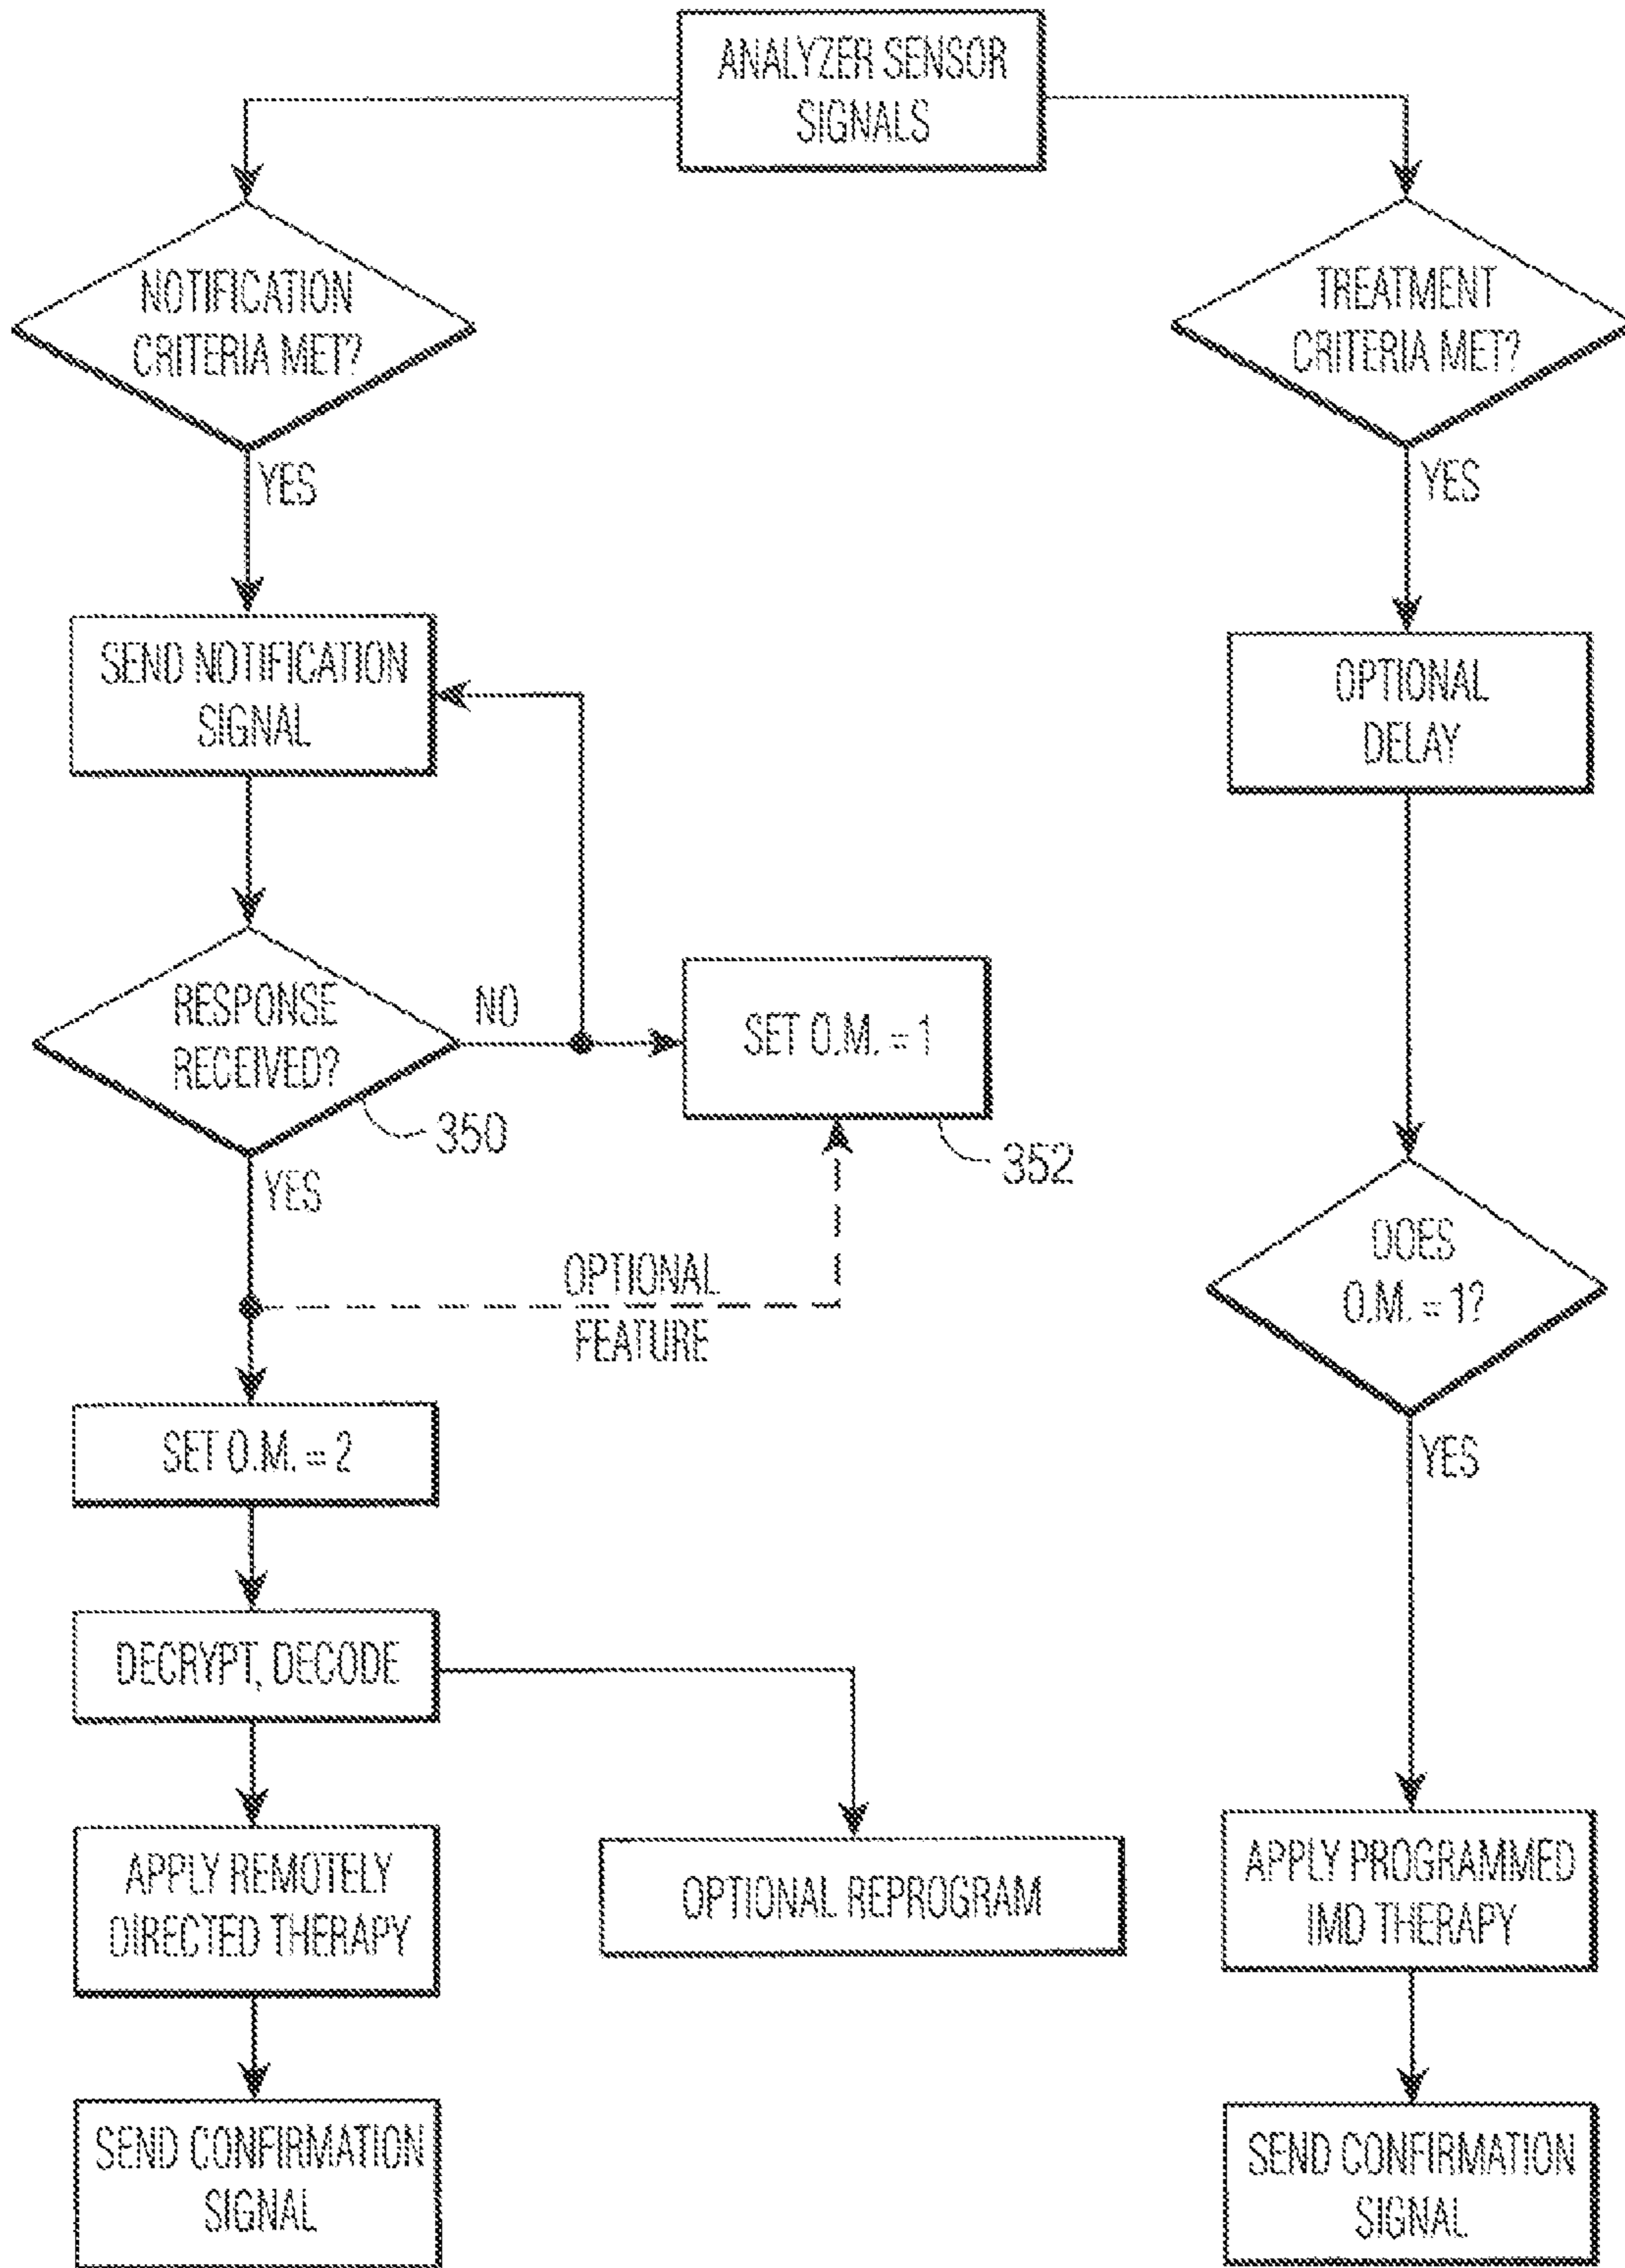 ANALYZER SENSOR
SIGNALS
NOTIFICATION
CRITERIA MET?
YES
SEND NOTIFICATION
SIGNAL
RESPONSE
RECEIVED?
NO
350
YES
SET O.M. = 1
352
OPTIONAL
FEATURE
SET O.M. = 2
DECRYPT, DECODE
APPLY REMOTELY
DIRECTED THERAPY
OPTIONAL REPROGRAM
SEND CONFIRMATION
SIGNAL
TREATMENT
CRITERIA MET?
YES
OPTIONAL
DELAY
DOES
O.M. = 1?
YES
APPLY PROGRAMMED
IMD THERAPY
SEND CONFIRMATION
SIGNAL